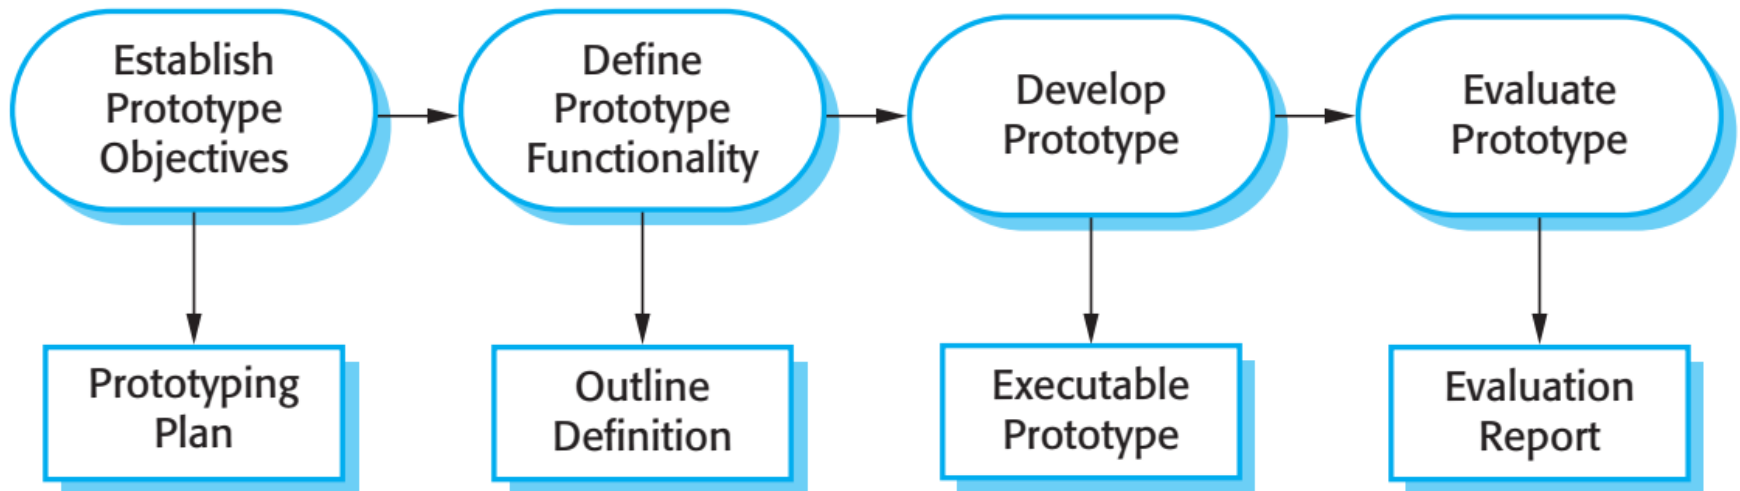 Establish
Prototype
Objectives
Define
Prototype
Functionality
Develop
Prototype
Evaluate
Prototype
Prototyping
Plan
Outline
Definition
Executable
Prototype
Evaluation
Report